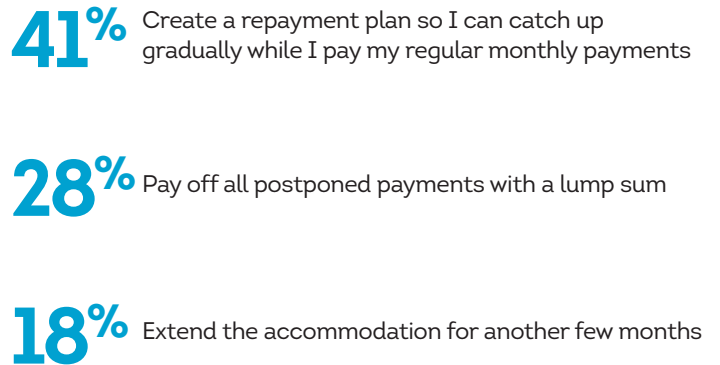 41% Create a repayment plan so I can catch up
gradually while I pay my regular monthly payments
28% Pay off all postponed payments with a lump sum
18% Extend the accommodation for another few months